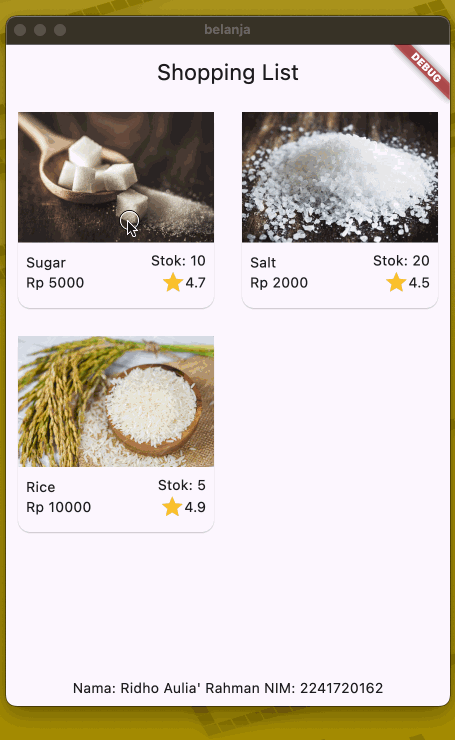 belanja
DEBUG
Shopping List
Sugar
Stok: 10
Rp 5000
4.7
Salt
Stok: 20
Rp 2000
4.5
Rice
Stok: 5
Rp 10000
4.9
Nama: Ridho Aulia' Rahman NIM: 2241720162